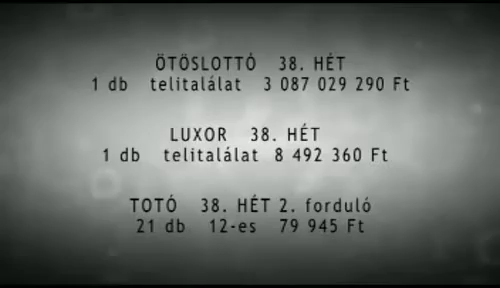 ÖTÖSLOTTÓ 38. HÉT
1 db telitalálat 3 087 029 290 Ft
LUXOR 38. HÉT
1 db telitalálat 8 492 360 Ft
TOTÓ 38. HÉT 2. forduló
21 db 12-es 79 945 Ft